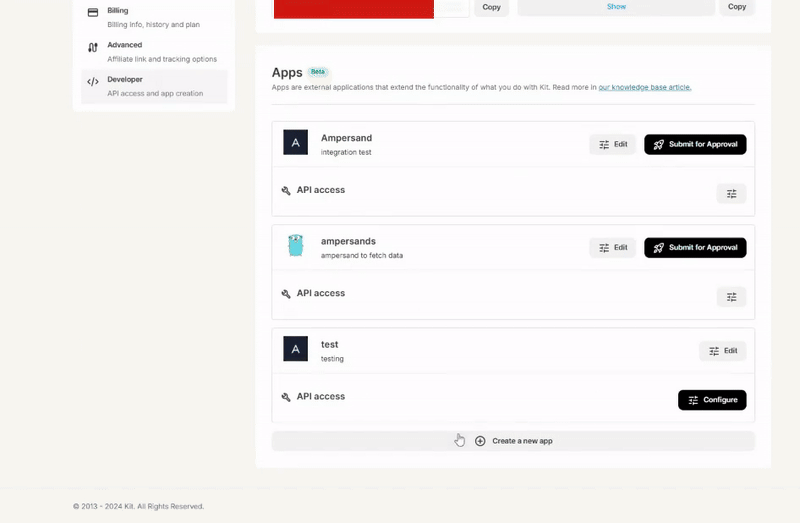 Billing
Billing info, history and plan
Advanced
Affiliate link and tracking options
Developer
API access and app creation
Copy
Show
Copy
Apps Beta
Apps are external applications that extend the functionality of what you do with Kit. Read more in our knowledge base article.
A
Ampersand
integration test
Edit
Submit for Approval
API access
ampersands
ampersand to fetch data
Edit
Submit for Approval
API access
A
test
testing
Edit
API access
Configure
Create a new app
© 2013 - 2024 Kit. All Rights Reserved.